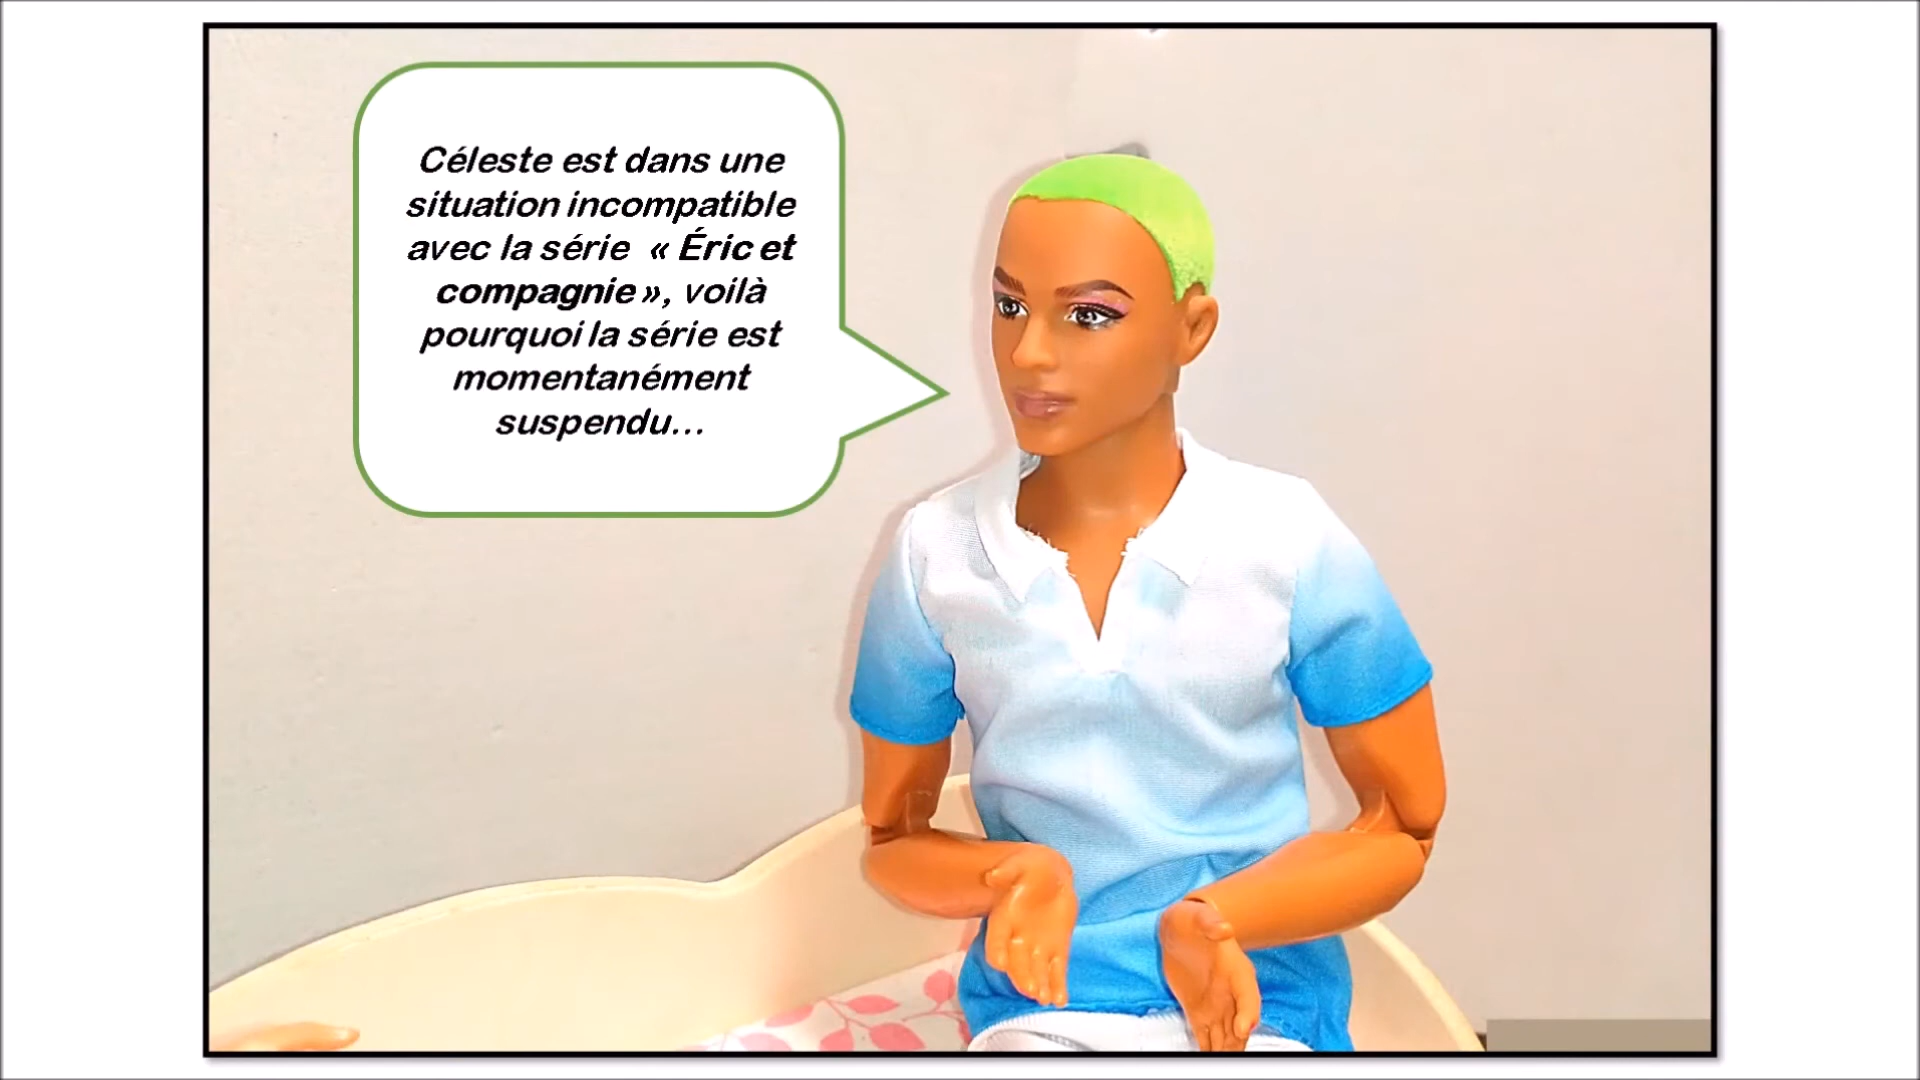 Céleste est dans une
situation incompatible
avec la série « Éric et
compagnie », voilà
pourquoi la série est
momentanément
suspendu...